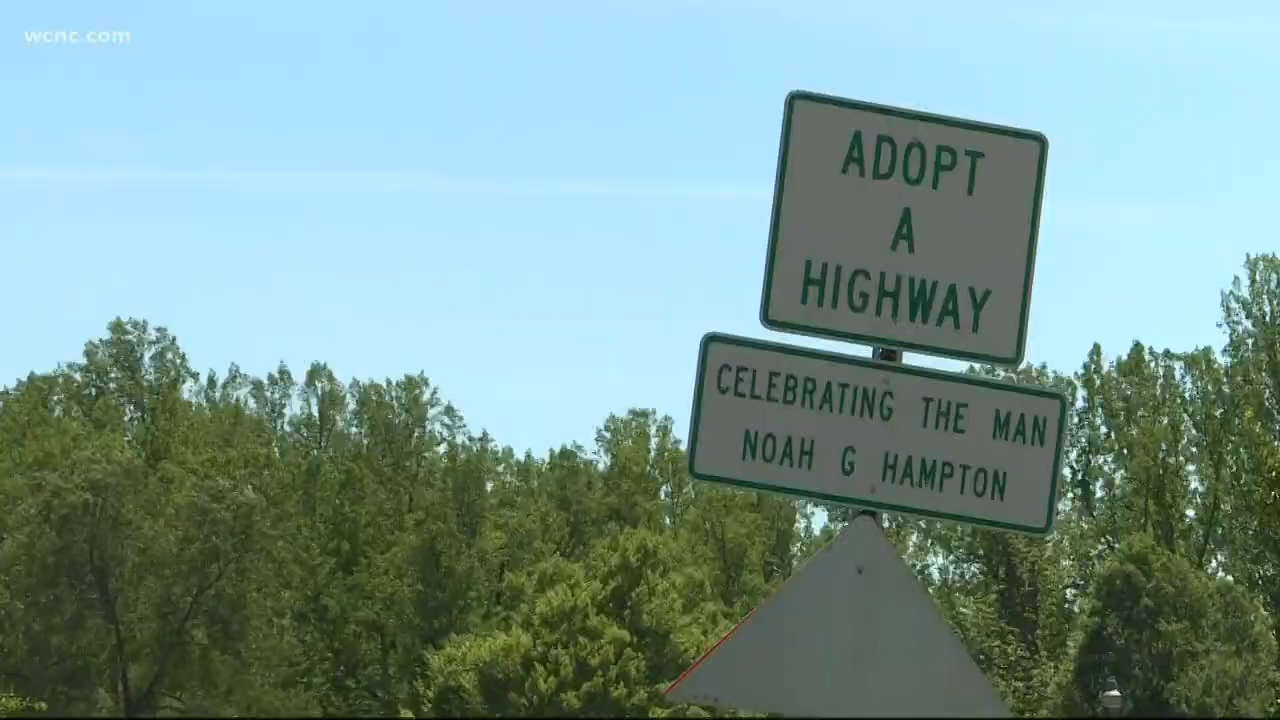 wcnc.com
ADOPT
A
HIGHWAY
CELEBRATING THE MAN
NOAH G HAMPTON